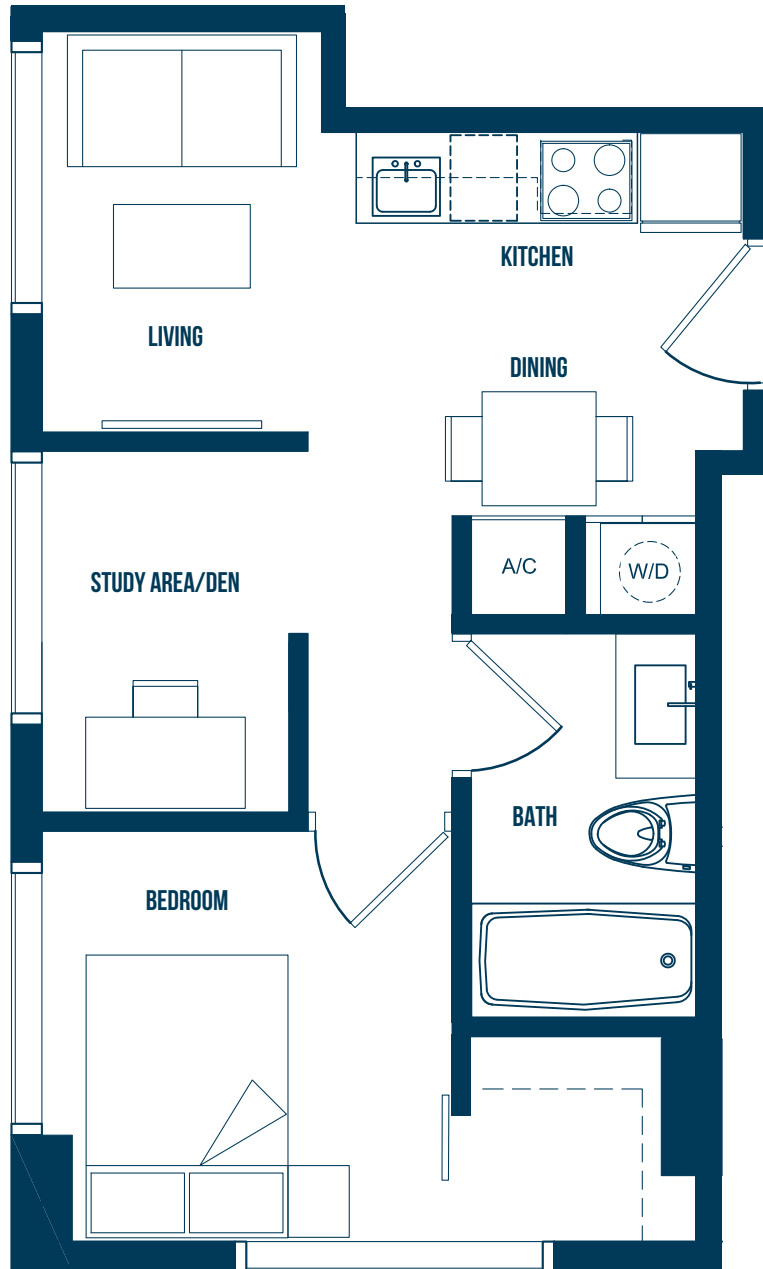 KITCHEN
LIVING
DINING
A/C
W/D
STUDY AREA/DEN
BATH
BEDROOM